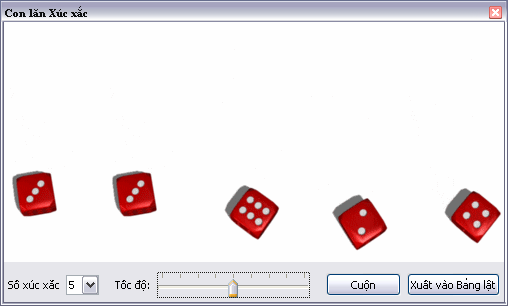 Con lăn Xúc xắc
Số xúc xắc 5 Tốc độ: Cuộn Xuất vào Bảng lật